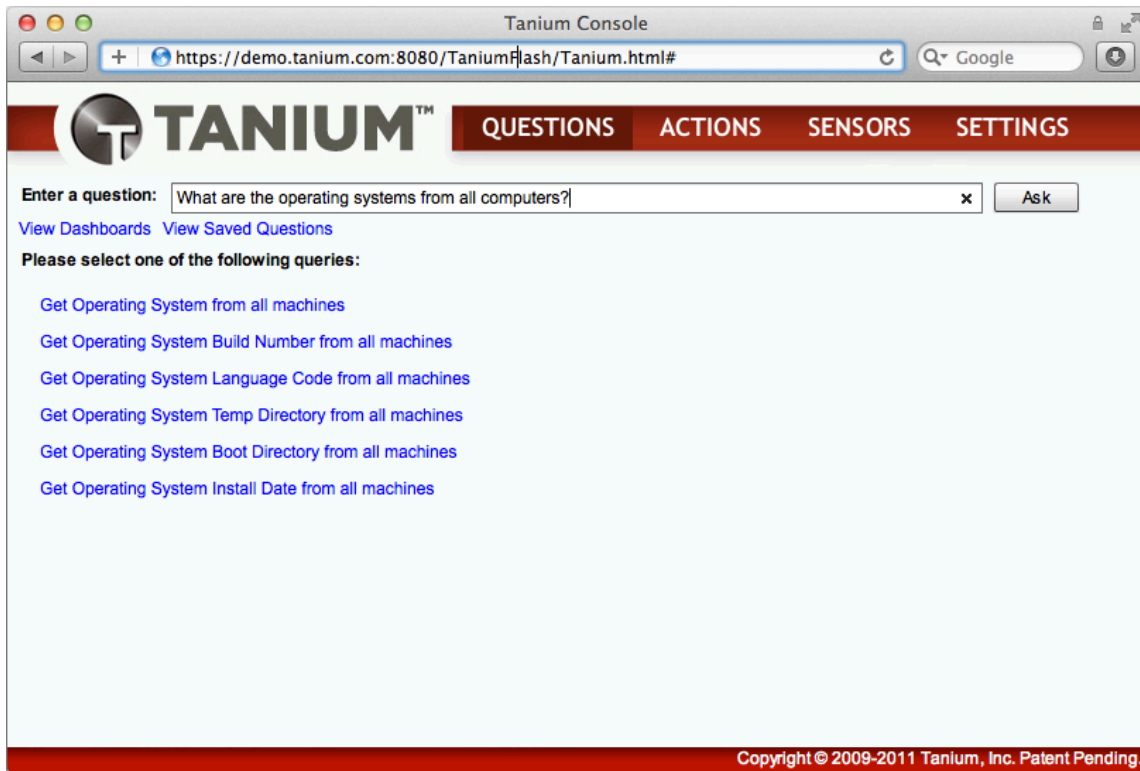 Tanium Console
https://demo.tanium.com:8080/TaniumFlash/Tanium.html#
Google
TANIUM™ QUESTIONS ACTIONS SENSORS SETTINGS
Enter a question: What are the operating systems from all computers? Ask
View Dashboards View Saved Questions
Please select one of the following queries:
Get Operating System from all machines
Get Operating System Build Number from all machines
Get Operating System Language Code from all machines
Get Operating System Temp Directory from all machines
Get Operating System Boot Directory from all machines
Get Operating System Install Date from all machines
Copyright © 2009-2011 Tanium, Inc. Patent Pending.